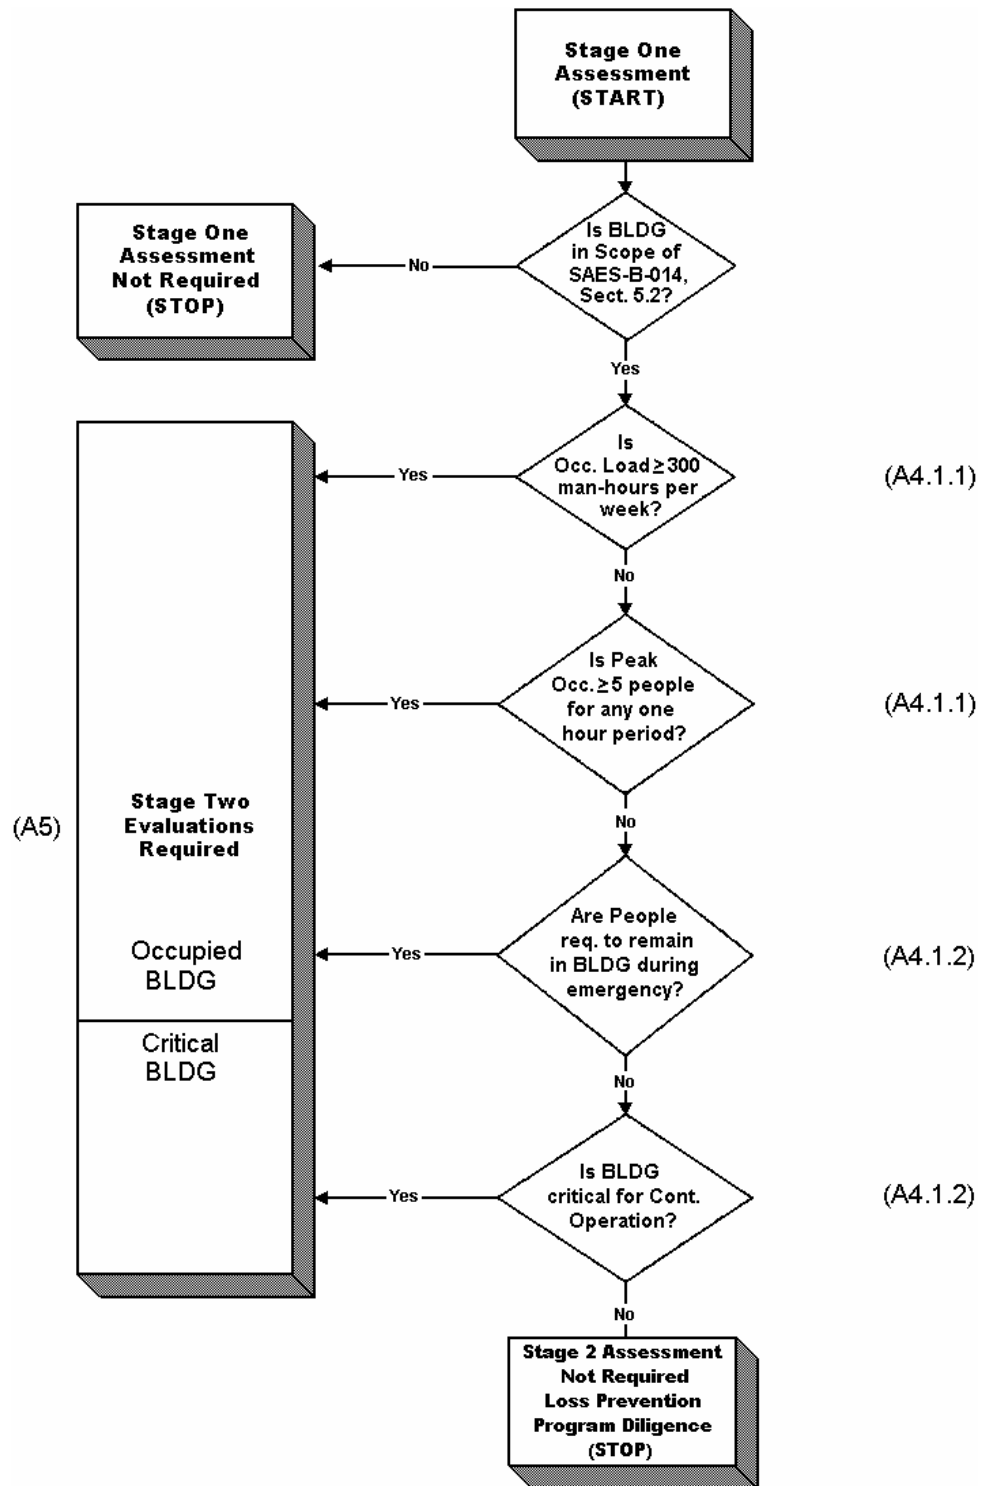 Stage One
Assessment
(START)
Is BLDG
in Scope of
SAES-B-014,
Sect. 5.2?
No
Stage One
Assessment
Not Required
(STOP)
Yes
Is
Occ. Load ≥ 300
man-hours per
week?
Yes
(A4.1.1)
No
Is Peak
Occ. ≥ 5 people
for any one
hour period?
Yes
(A4.1.1)
No
(A5)
Stage Two
Evaluations
Required
Are People
req. to remain
in BLDG during
emergency?
Yes
(A4.1.2)
Occupied
BLDG
Critical
BLDG
No
Is BLDG
critical for Cont.
Operation?
Yes
(A4.1.2)
No
Stage 2 Assessment
Not Required
Loss Prevention
Program Diligence
(STOP)